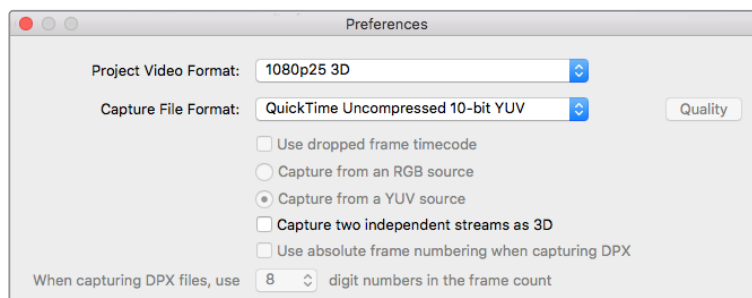 Preferences
Project Video Format: 1080p25 3D
Capture File Format: QuickTime Uncompressed 10-bit YUV Quality
Use dropped frame timecode
Capture from an RGB source
Capture from a YUV source
Capture two independent streams as 3D
Use absolute frame numbering when capturing DPX
When capturing DPX files, use 8 digit numbers in the frame count